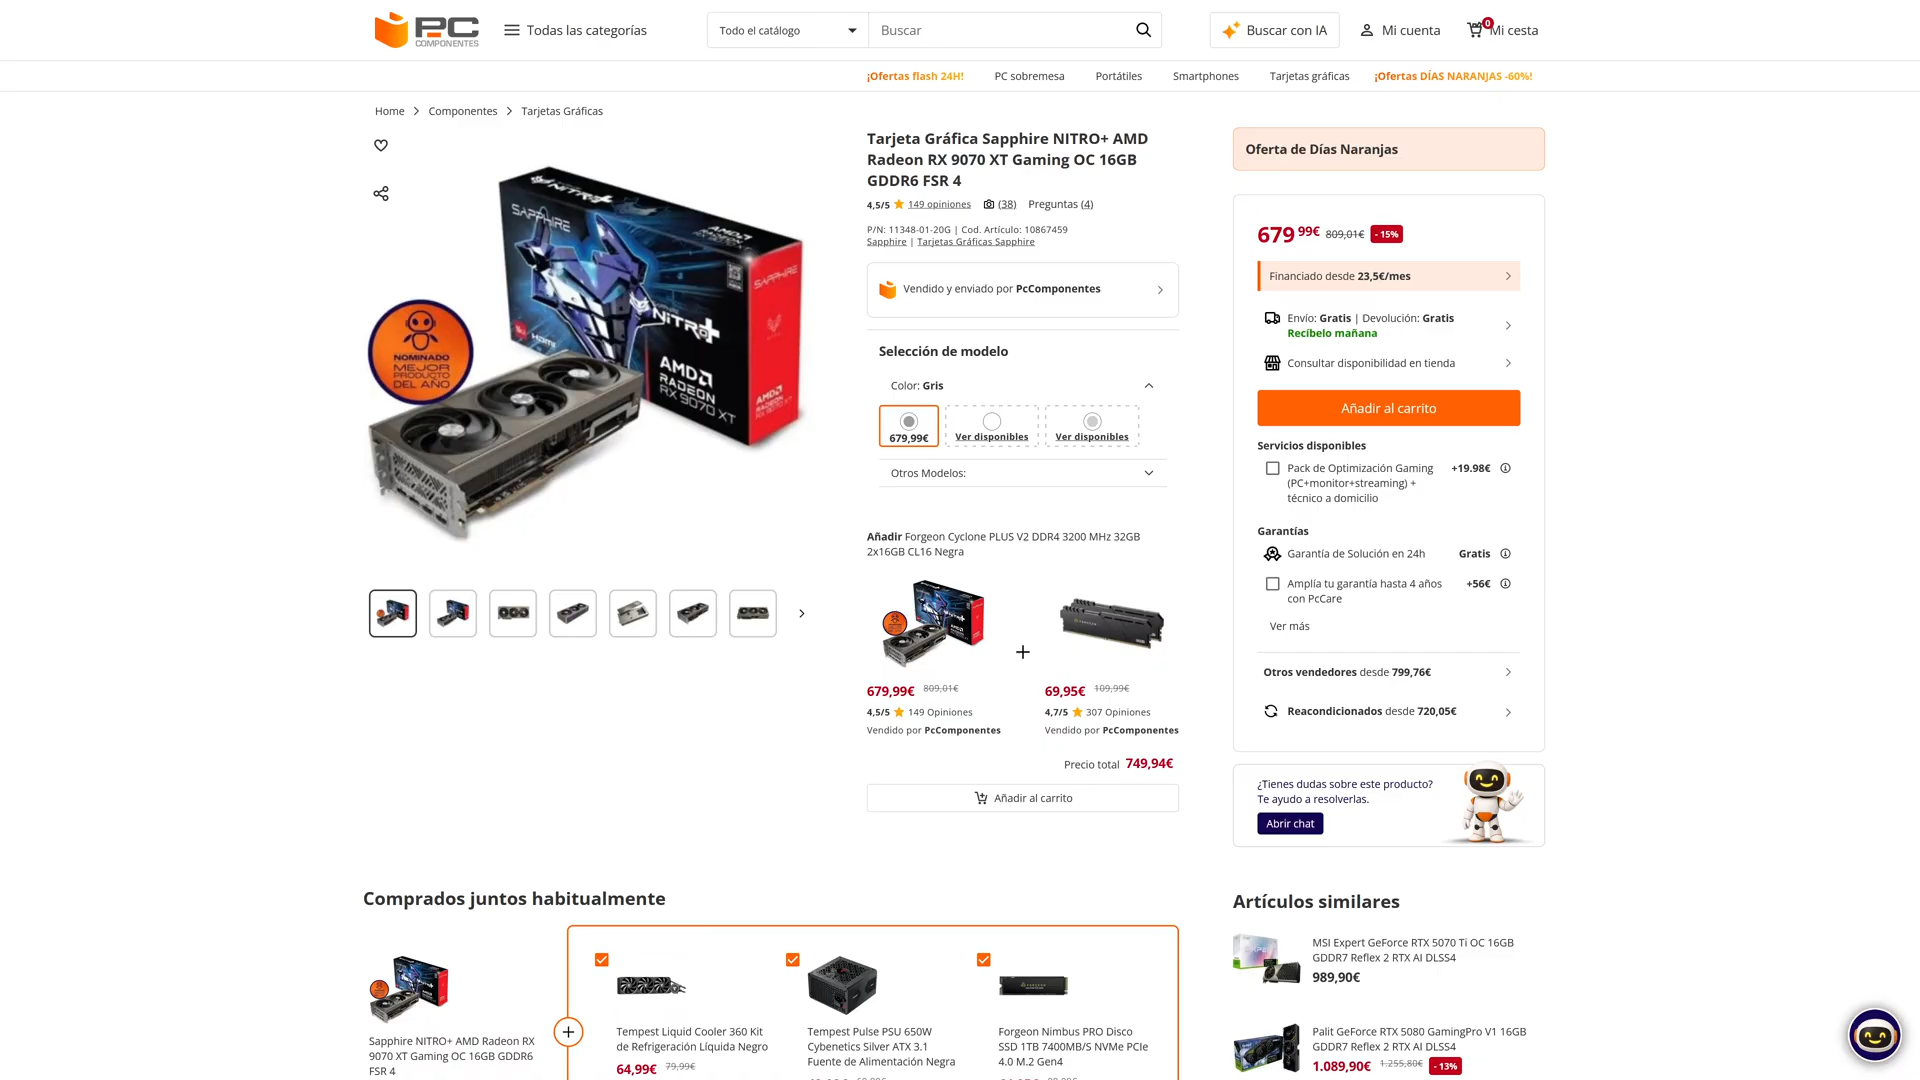 PC
COMPONENTES
Todas las categorías
Todo el catálogo
Buscar
Buscar con IA
Mi cuenta
0
Mi cesta
¡Ofertas flash 24H!
PC sobremesa
Portátiles
Smartphones
Tarjetas gráficas
¡Ofertas DÍAS NARANJAS -60%!
Home
Componentes
Tarjetas Gráficas
SAPPHIRE
NITRO+
AMD
RADEON
RX 9070 XT
NOMINADO
MEJOR
PRODUCTO
DEL AÑO
Tarjeta Gráfica Sapphire NITRO+ AMD
Radeon RX 9070 XT Gaming OC 16GB
GDDR6 FSR 4
4,5/5 149 opiniones (38) Preguntas (4)
P/N: 11348-01-20G | Cod. Artículo: 10867459
Sapphire | Tarjetas Gráficas Sapphire
Vendido y enviado por PcComponentes
Selección de modelo
Color: Gris
679,99€
Ver disponibles
Ver disponibles
Otros Modelos:
Añadir Forgeon Cyclone PLUS V2 DDR4 3200 MHz 32GB
2x16GB CL16 Negra
679,99€ 809,01€
4,5/5 149 Opiniones
Vendido por PcComponentes
69,95€ 109,99€
4,7/5 307 Opiniones
Vendido por PcComponentes
Precio total 749,94€
Añadir al carrito
Oferta de Días Naranjas
679 99€ 809,01€ - 15%
Financiado desde 23,5€/mes
Envío: Gratis | Devolución: Gratis
Recíbelo mañana
Consultar disponibilidad en tienda
Añadir al carrito
Servicios disponibles
Pack de Optimización Gaming
(PC+monitor+streaming) +
técnico a domicilio
+19.98€
Garantías
Garantía de Solución en 24h
Gratis
Amplía tu garantía hasta 4 años
con PcCare
+56€
Ver más
Otros vendedores desde 799,76€
Reacondicionados desde 720,05€
¿Tienes dudas sobre este producto?
Te ayudo a resolverlas.
Abrir chat
Comprados juntos habitualmente
Sapphire NITRO+ AMD Radeon RX
9070 XT Gaming OC 16GB GDDR6
FSR 4
Tempest Liquid Cooler 360 Kit
de Refrigeración Líquida Negro
64,99€ 79,99€
Tempest Pulse PSU 650W
Cybenetics Silver ATX 3.1
Fuente de Alimentación Negra
Forgeon Nimbus PRO Disco
SSD 1TB 7400MB/S NVMe PCIe
4.0 M.2 Gen4
Artículos similares
MSI Expert GeForce RTX 5070 Ti OC 16GB
GDDR7 Reflex 2 RTX AI DLSS4
989,90€
Palit GeForce RTX 5080 GamingPro V1 16GB
GDDR7 Reflex 2 RTX AI DLSS4
1.089,90€ 1.255,80€ - 13%